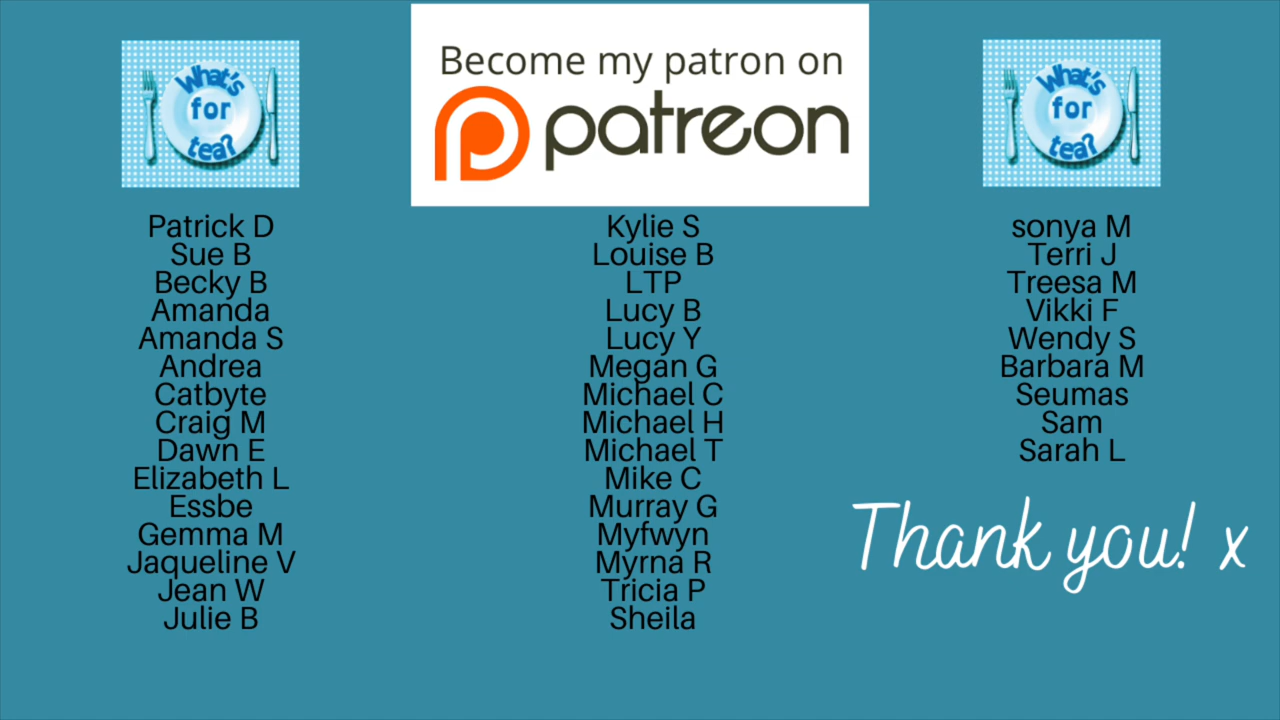 What's
for
tea?
Become my patron on
patreon
What's
for
tea?
Patrick D
Sue B
Becky B
Amanda
Amanda S
Andrea
Catbyte
Craig M
Dawn E
Elizabeth L
Essbe
Gemma M
Jaqueline V
Jean W
Julie B
Kylie S
Louise B
LTP
Lucy B
Lucy Y
Megan G
Michael C
Michael H
Michael T
Mike C
Murray G
Myfwyn
Myrna R
Tricia P
Sheila
sonya M
Terri J
Treesa M
Vikki F
Wendy S
Barbara M
Seumas
Sam
Sarah L
Thank you! x